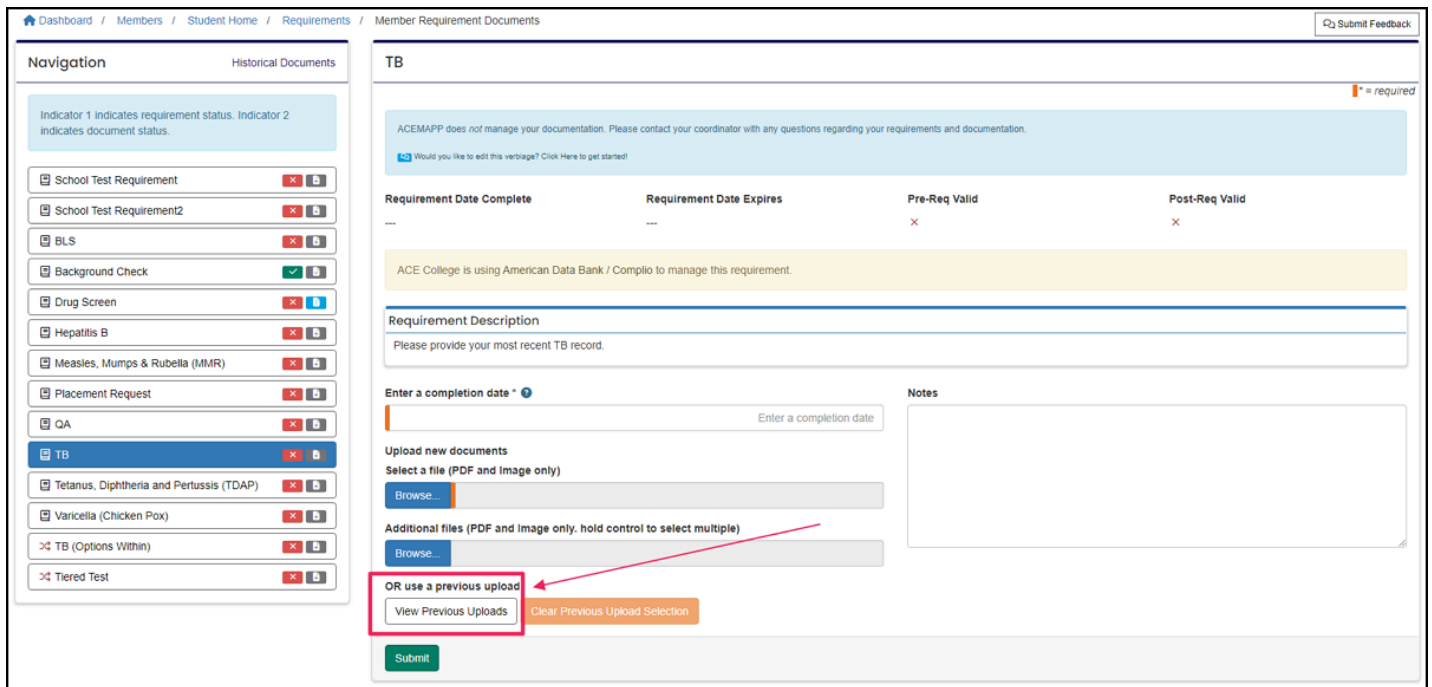 Dashboard / Members / Student Home / Requirements / Member Requirement Documents
Submit Feedback
Navigation
Historical Documents
Indicator 1 indicates requirement status. Indicator 2
indicates document status.
School Test Requirement
School Test Requirement2
BLS
Background Check
Drug Screen
Hepatitis B
Measles, Mumps & Rubella (MMR)
Placement Request
QA
TB
Tetanus, Diphtheria and Pertussis (TDAP)
Varicella (Chicken Pox)
TB (Options Within)
Tiered Test
TB
* = required
ACEMAPP does not manage your documentation. Please contact your coordinator with any questions regarding your requirements and documentation.
Would you like to edit this verbiage? Click Here to get started!
Requirement Date Complete
Requirement Date Expires
Pre-Req Valid
Post-Req Valid
---
---
ACE College is using American Data Bank / Complio to manage this requirement.
Requirement Description
Please provide your most recent TB record.
Enter a completion date *
Enter a completion date
Notes
Upload new documents
Select a file (PDF and Image only)
Browse...
Additional files (PDF and Image only. hold control to select multiple)
Browse...
OR use a previous upload
View Previous Uploads
Clear Previous Upload Selection
Submit